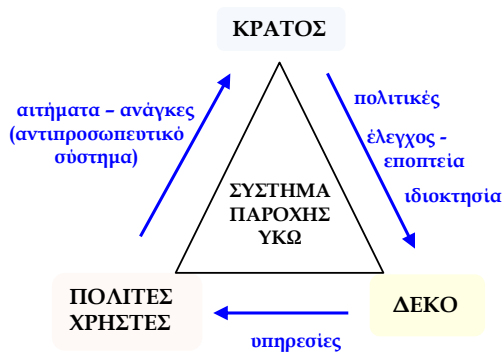 ΚΡΑΤΟΣ
αιτήματα – ανάγκες
(αντιπροσωπευτικό
σύστημα)
πολιτικές
έλεγχος -
εποπτεία
ιδιοκτησία
ΣΥΣΤΗΜΑ
ΠΑΡΟΧΗΣ
ΥΚΩ
ΠΟΛΙΤΕΣ
ΧΡΗΣΤΕΣ
ΔΕΚΟ
υπηρεσίες